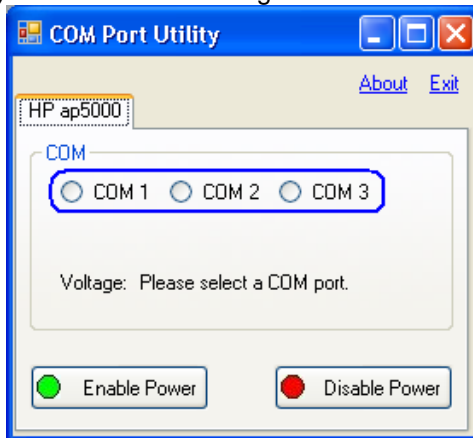 COM Port Utility
About Exit
HP ap5000
COM
COM 1 COM 2 COM 3
Voltage: Please select a COM port.
Enable Power Disable Power